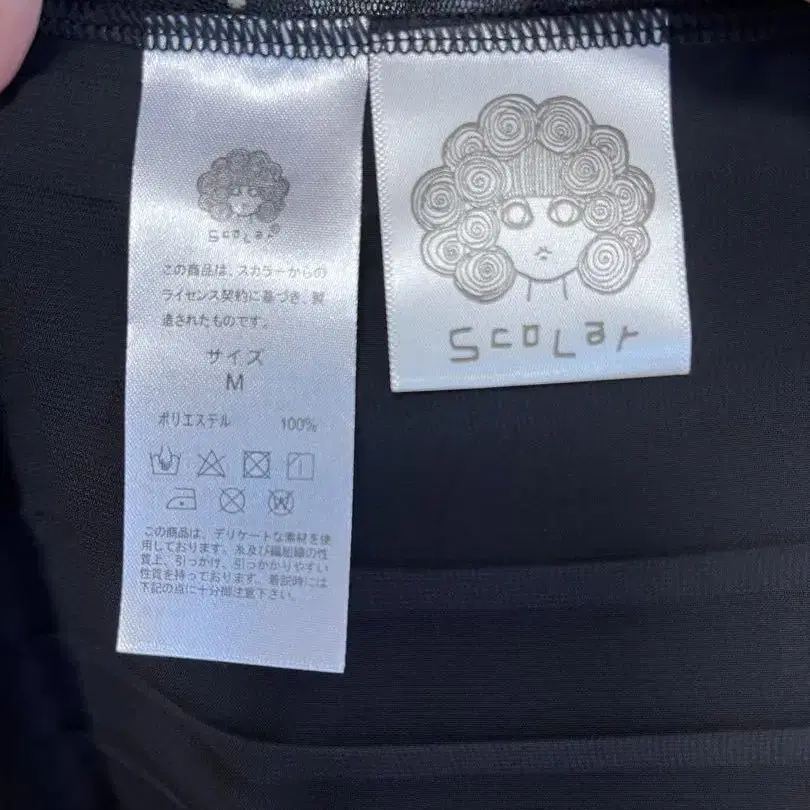 ScoLar®
この商品は、スカラーからの
ライセンス契約に基づき、製
造されたものです。
サイズ
M
ポリエステル 100%
W
この商品は、デリケートな素材を使
用しております。糸及び編組織の性
質上、引っかけ、引っかかりやすい
性質を持っております。着脱時には
下記の点に十分御注意下さい。
ScoLar